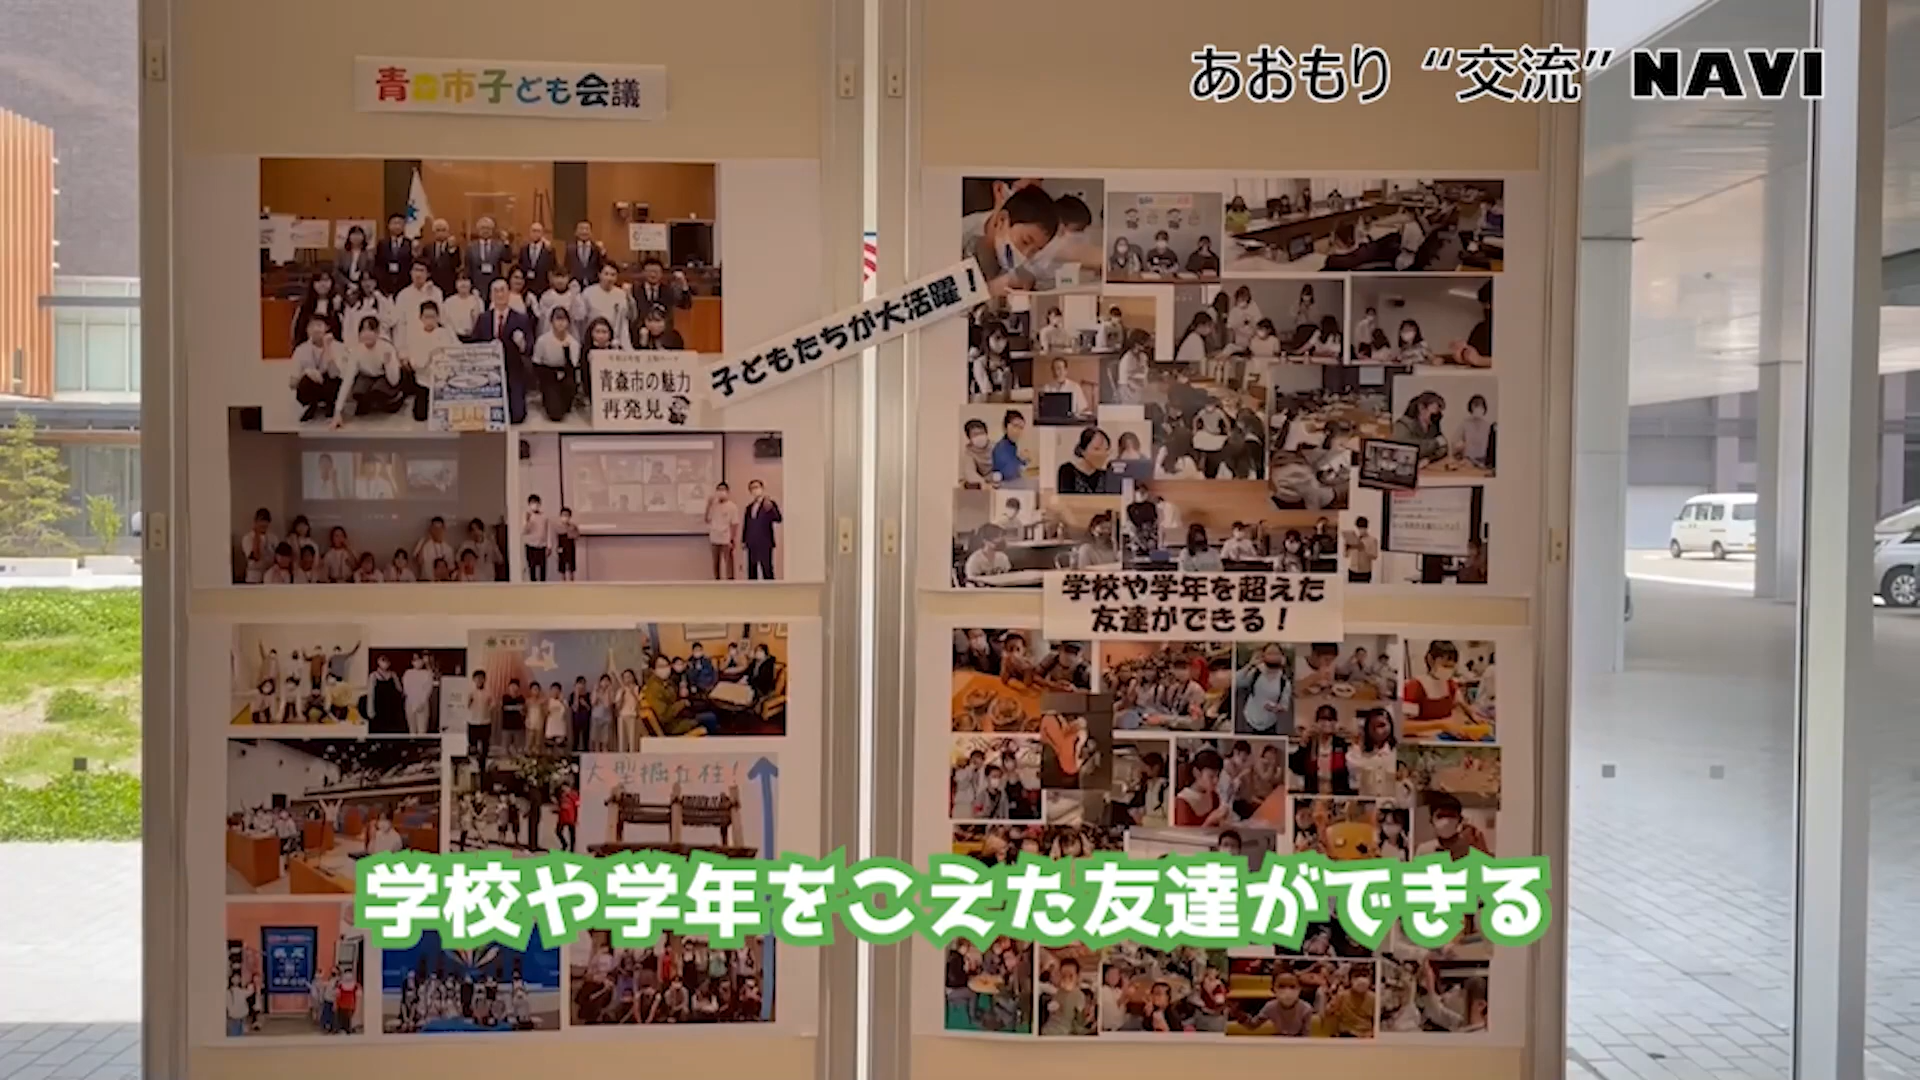 あおもり “交流” NAVI
青森市子ども会議
子どもたちが大活躍！
青森市の魅力
再発見
学校や学年を超えた
友達ができる！
大型掘立柱！
学校や学年をこえた友達ができる